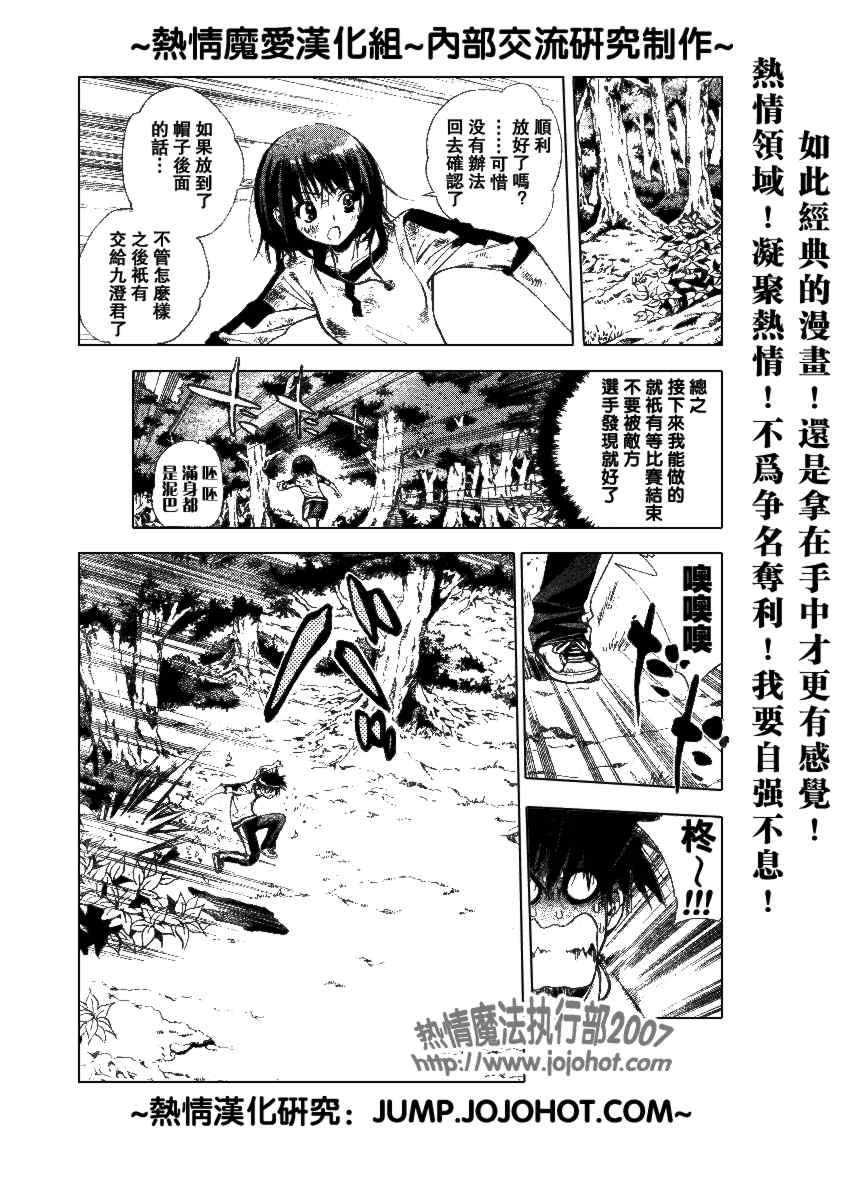 ~熱情魔愛漢化組~內部交流研究制作~
如此經典的漫畫！還是拿在手中才更有感覺！
熱情領域！凝聚熱情！不爲争名奪利！我要自强不息！
順利
放好了嗎？
……可惜
没有辦法
回去確認了
如果放到了
帽子後面
的話…
不管怎麽樣
之後衹有
交給九澄君了
總之
接下來我能做的
就衹有等比賽結束
不要被敵方
選手發現就好了
呸呸
滿身都
是泥巴
噢噢噢
柊～!!!
熱情魔法执行部2007
http://www.jojohot.com
~熱情漢化研究：JUMP.JOJOHOT.COM~